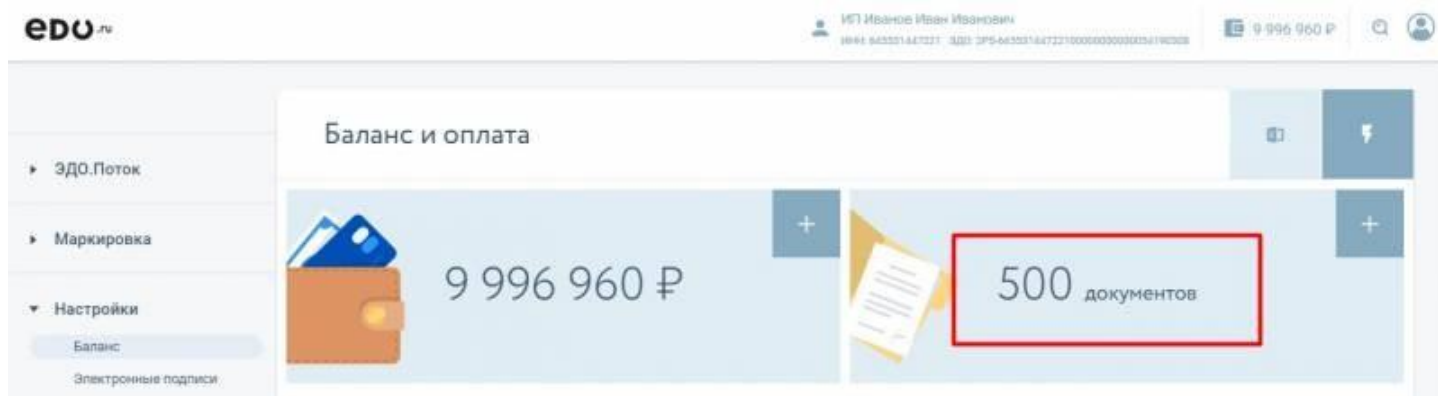 edo.ru
ИП Иванов Иван Иванович
9 996 960 ₽
Баланс и оплата
ЭДО.Поток
Маркировка
Настройки
Баланс
Электронные подписи
9 996 960 ₽
500 документов